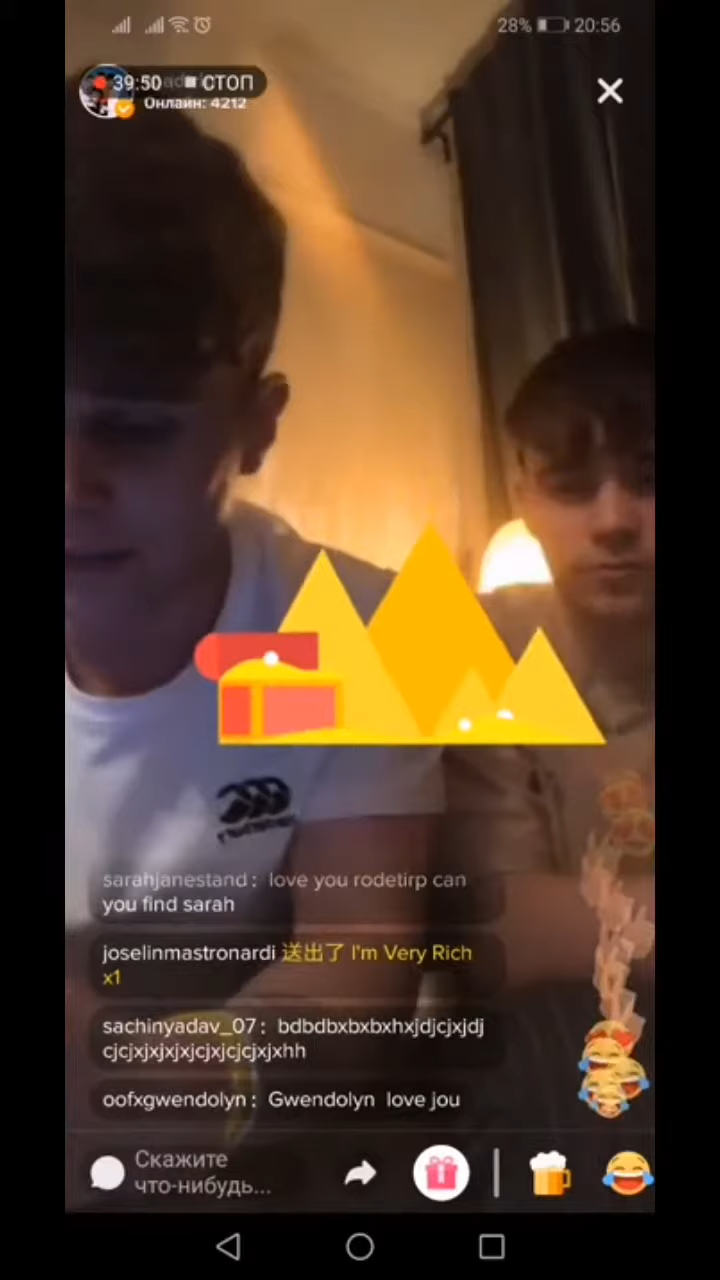 28% 20:56
39:50 СТОП
Онлайн: 4212
sarahjanestand: love you rodetirp can
you find sarah
joselinmastronardi 送出了 I'm Very Rich
x1
sachinyadav_07: bdbdbxbxbxhxjdjcjxjdj
cjcjxjxjxjxjcjxjcjcjxjxhh
oofxgwendolyn: Gwendolyn love jou
Скажите
что-нибудь...